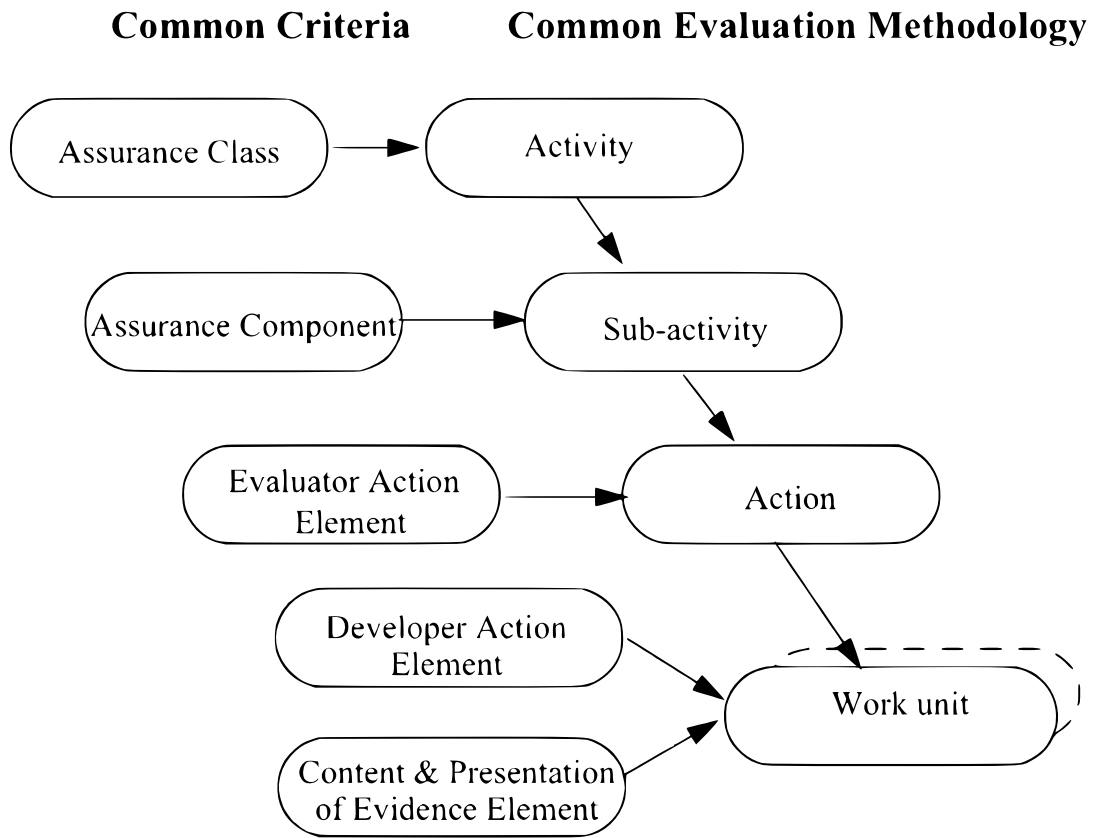 Common Criteria
Common Evaluation Methodology
Assurance Class
Activity
Assurance Component
Sub-activity
Evaluator Action
Element
Action
Developer Action
Element
Work unit
Content & Presentation
of Evidence Element